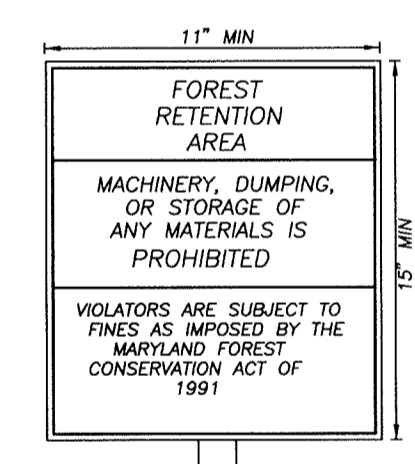 11" MIN
FOREST
RETENTION
AREA
MACHINERY, DUMPING,
OR STORAGE OF
ANY MATERIALS IS
PROHIBITED
15" MIN
VIOLATORS ARE SUBJECT TO
FINES AS IMPOSED BY THE
MARYLAND FOREST
CONSERVATION ACT OF
1991